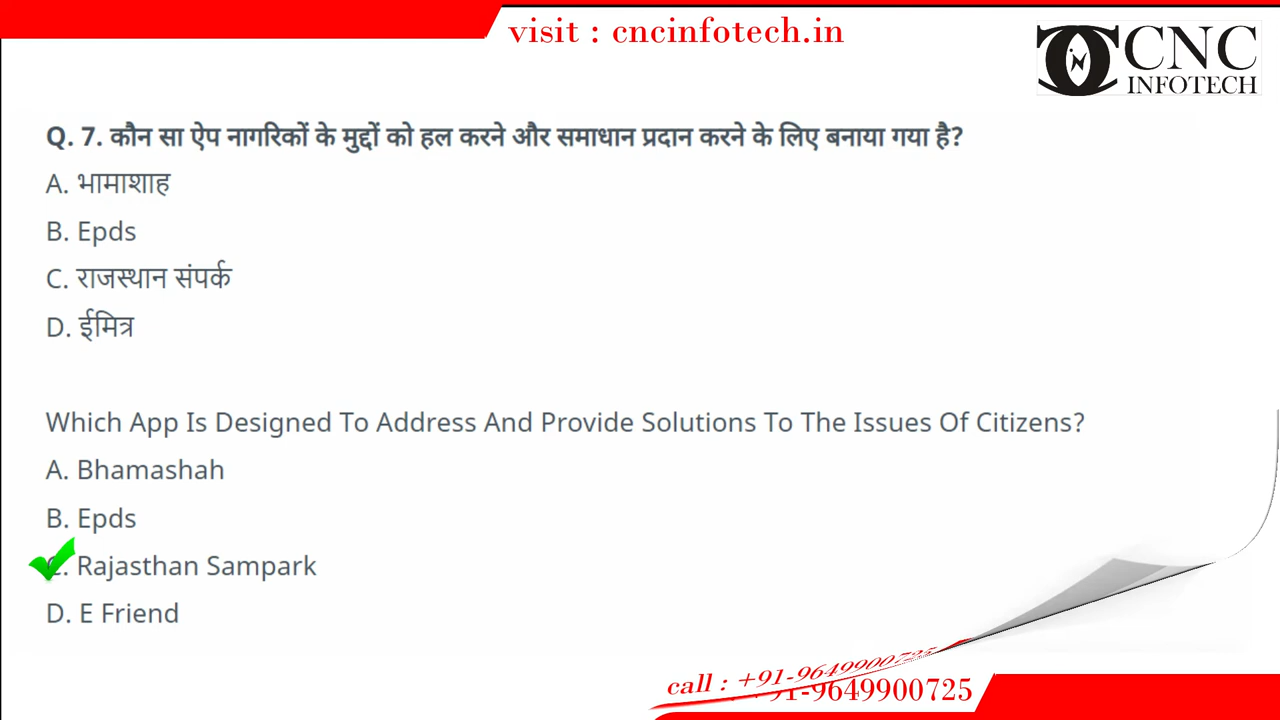 visit : cncinfotech.in
CNC
INFOTECH
Q. 7. कौन सा ऐप नागरिकों के मुद्दों को हल करने और समाधान प्रदान करने के लिए बनाया गया है?
A. भामाशाह
B. Epds
C. राजस्थान संपर्क
D. ईमित्र
Which App Is Designed To Address And Provide Solutions To The Issues Of Citizens?
A. Bhamashah
B. Epds
C. Rajasthan Sampark
D. E Friend
call : +91-9649900725
+91-9649900725